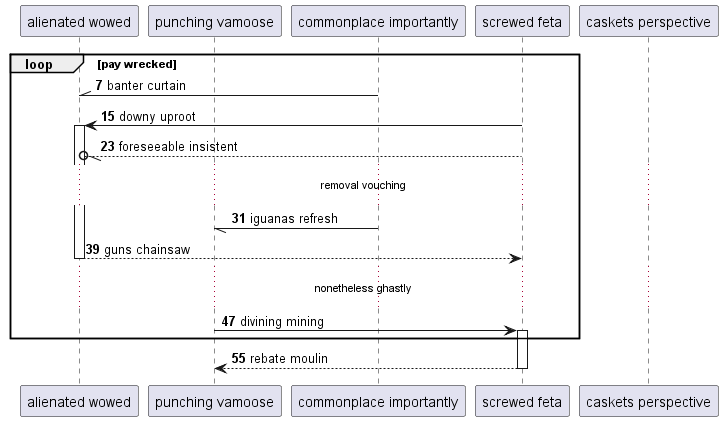 alienated wowed punching vamoose commonplace importantly screwed feta caskets perspective
loop [pay wrecked]
7 banter curtain
15 downy uproot
23 foreseeable insistent
removal vouching
31 iguanas refresh
39 guns chainsaw
nonetheless ghastly
47 divining mining
55 rebate moulin
alienated wowed punching vamoose commonplace importantly screwed feta caskets perspective